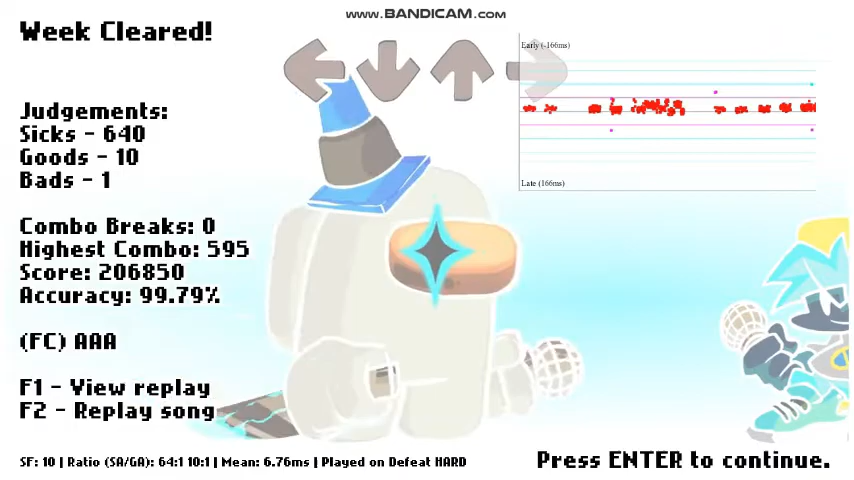 www.BANDICAM.com
Week Cleared!
Early (-166ms)
Judgements:
Sicks - 640
Goods - 10
Bads - 1
Late (166ms)
Combo Breaks: 0
Highest Combo: 595
Score: 206850
Accuracy: 99.79%
(FC) AAA
F1 - View replay
F2 - Replay song
SF: 10 | Ratio (SA/GA): 64:1 10:1 | Mean: 6.76ms | Played on Defeat HARD
Press ENTER to continue.